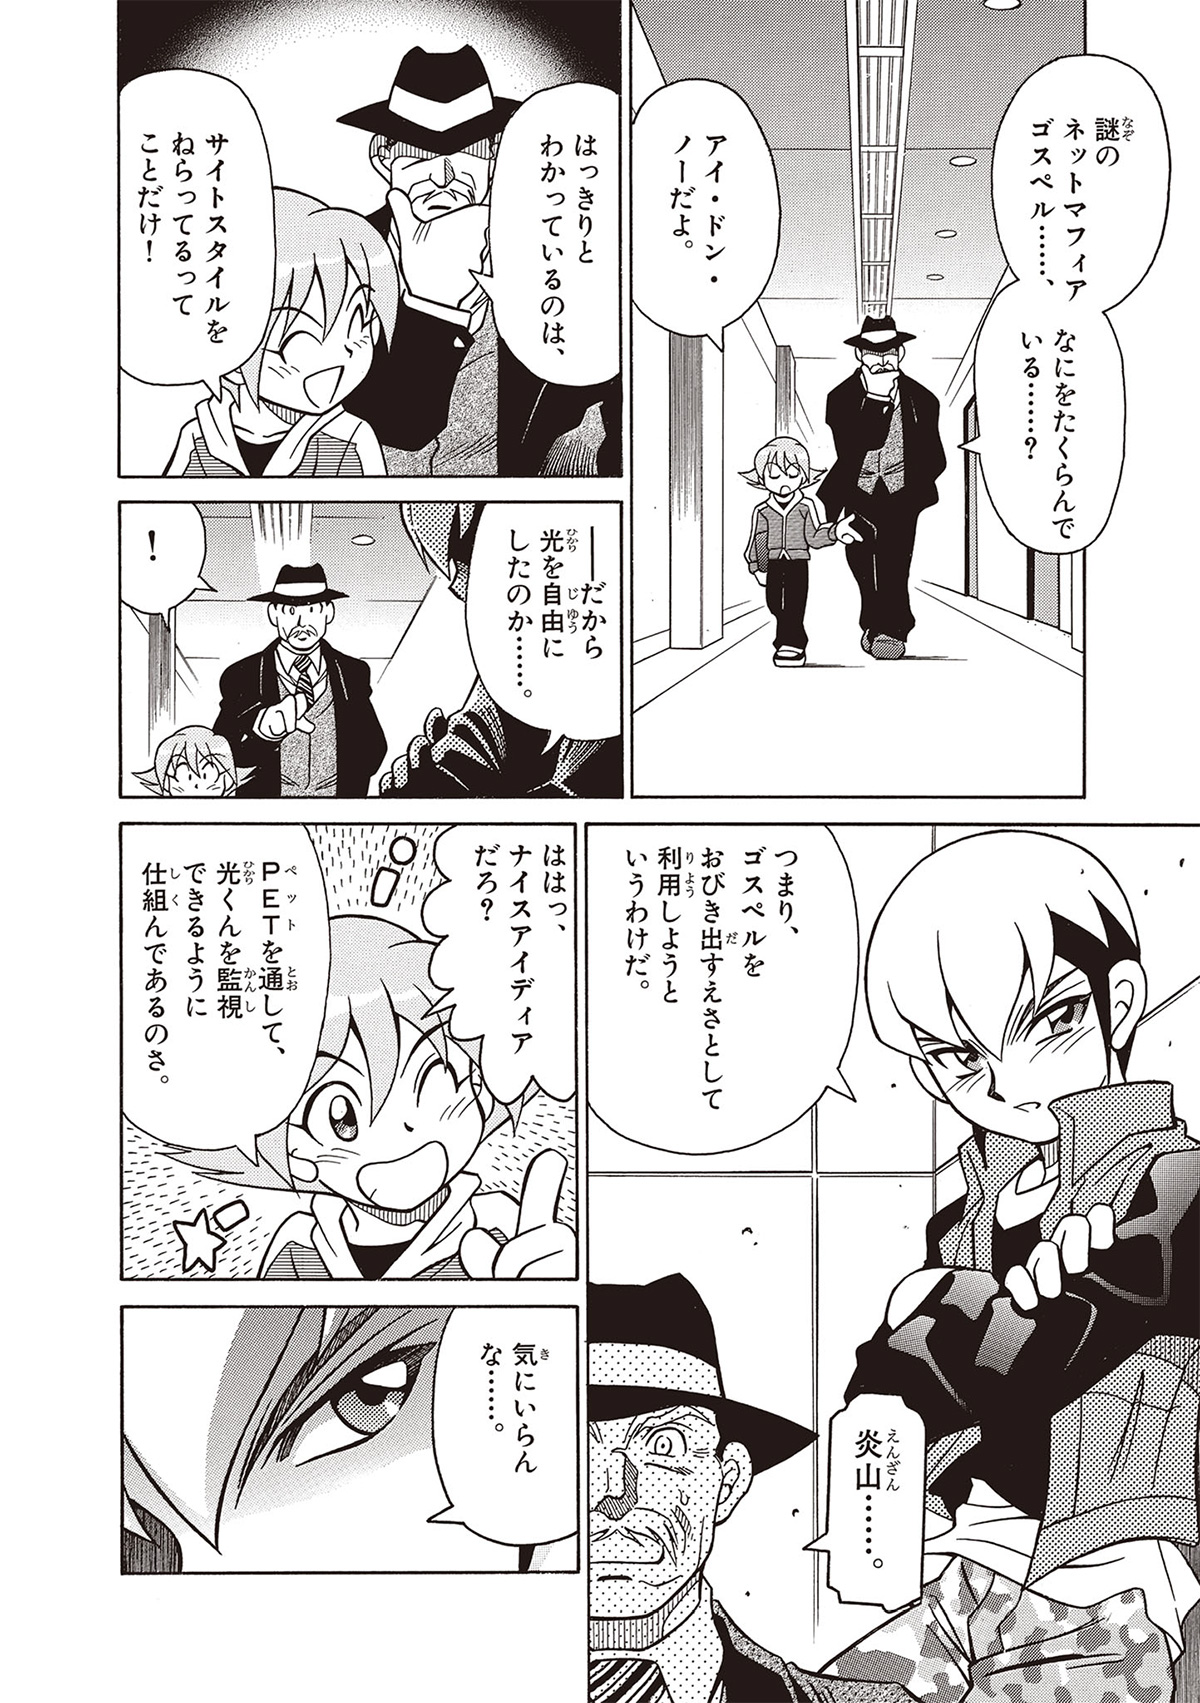 謎の
ネットマフィア
ゴスペル……、
なにをたくらんで
いる………？
アイ・ドン・
ノーだよ。
はっきりと
わかっているのは、
サイトスタイルを
ねらってるって
ことだけ！
――だから
光を自由に
したのか……。
！
つまり、
ゴスペルを
おびき出すえさとして
利用しようと
いうわけだ。
炎山……。
ははっ、
ナイスアイディア
だろ？
PETを通して、
光くんを監視
できるように
仕組んであるのさ。
気にいらん
な……。